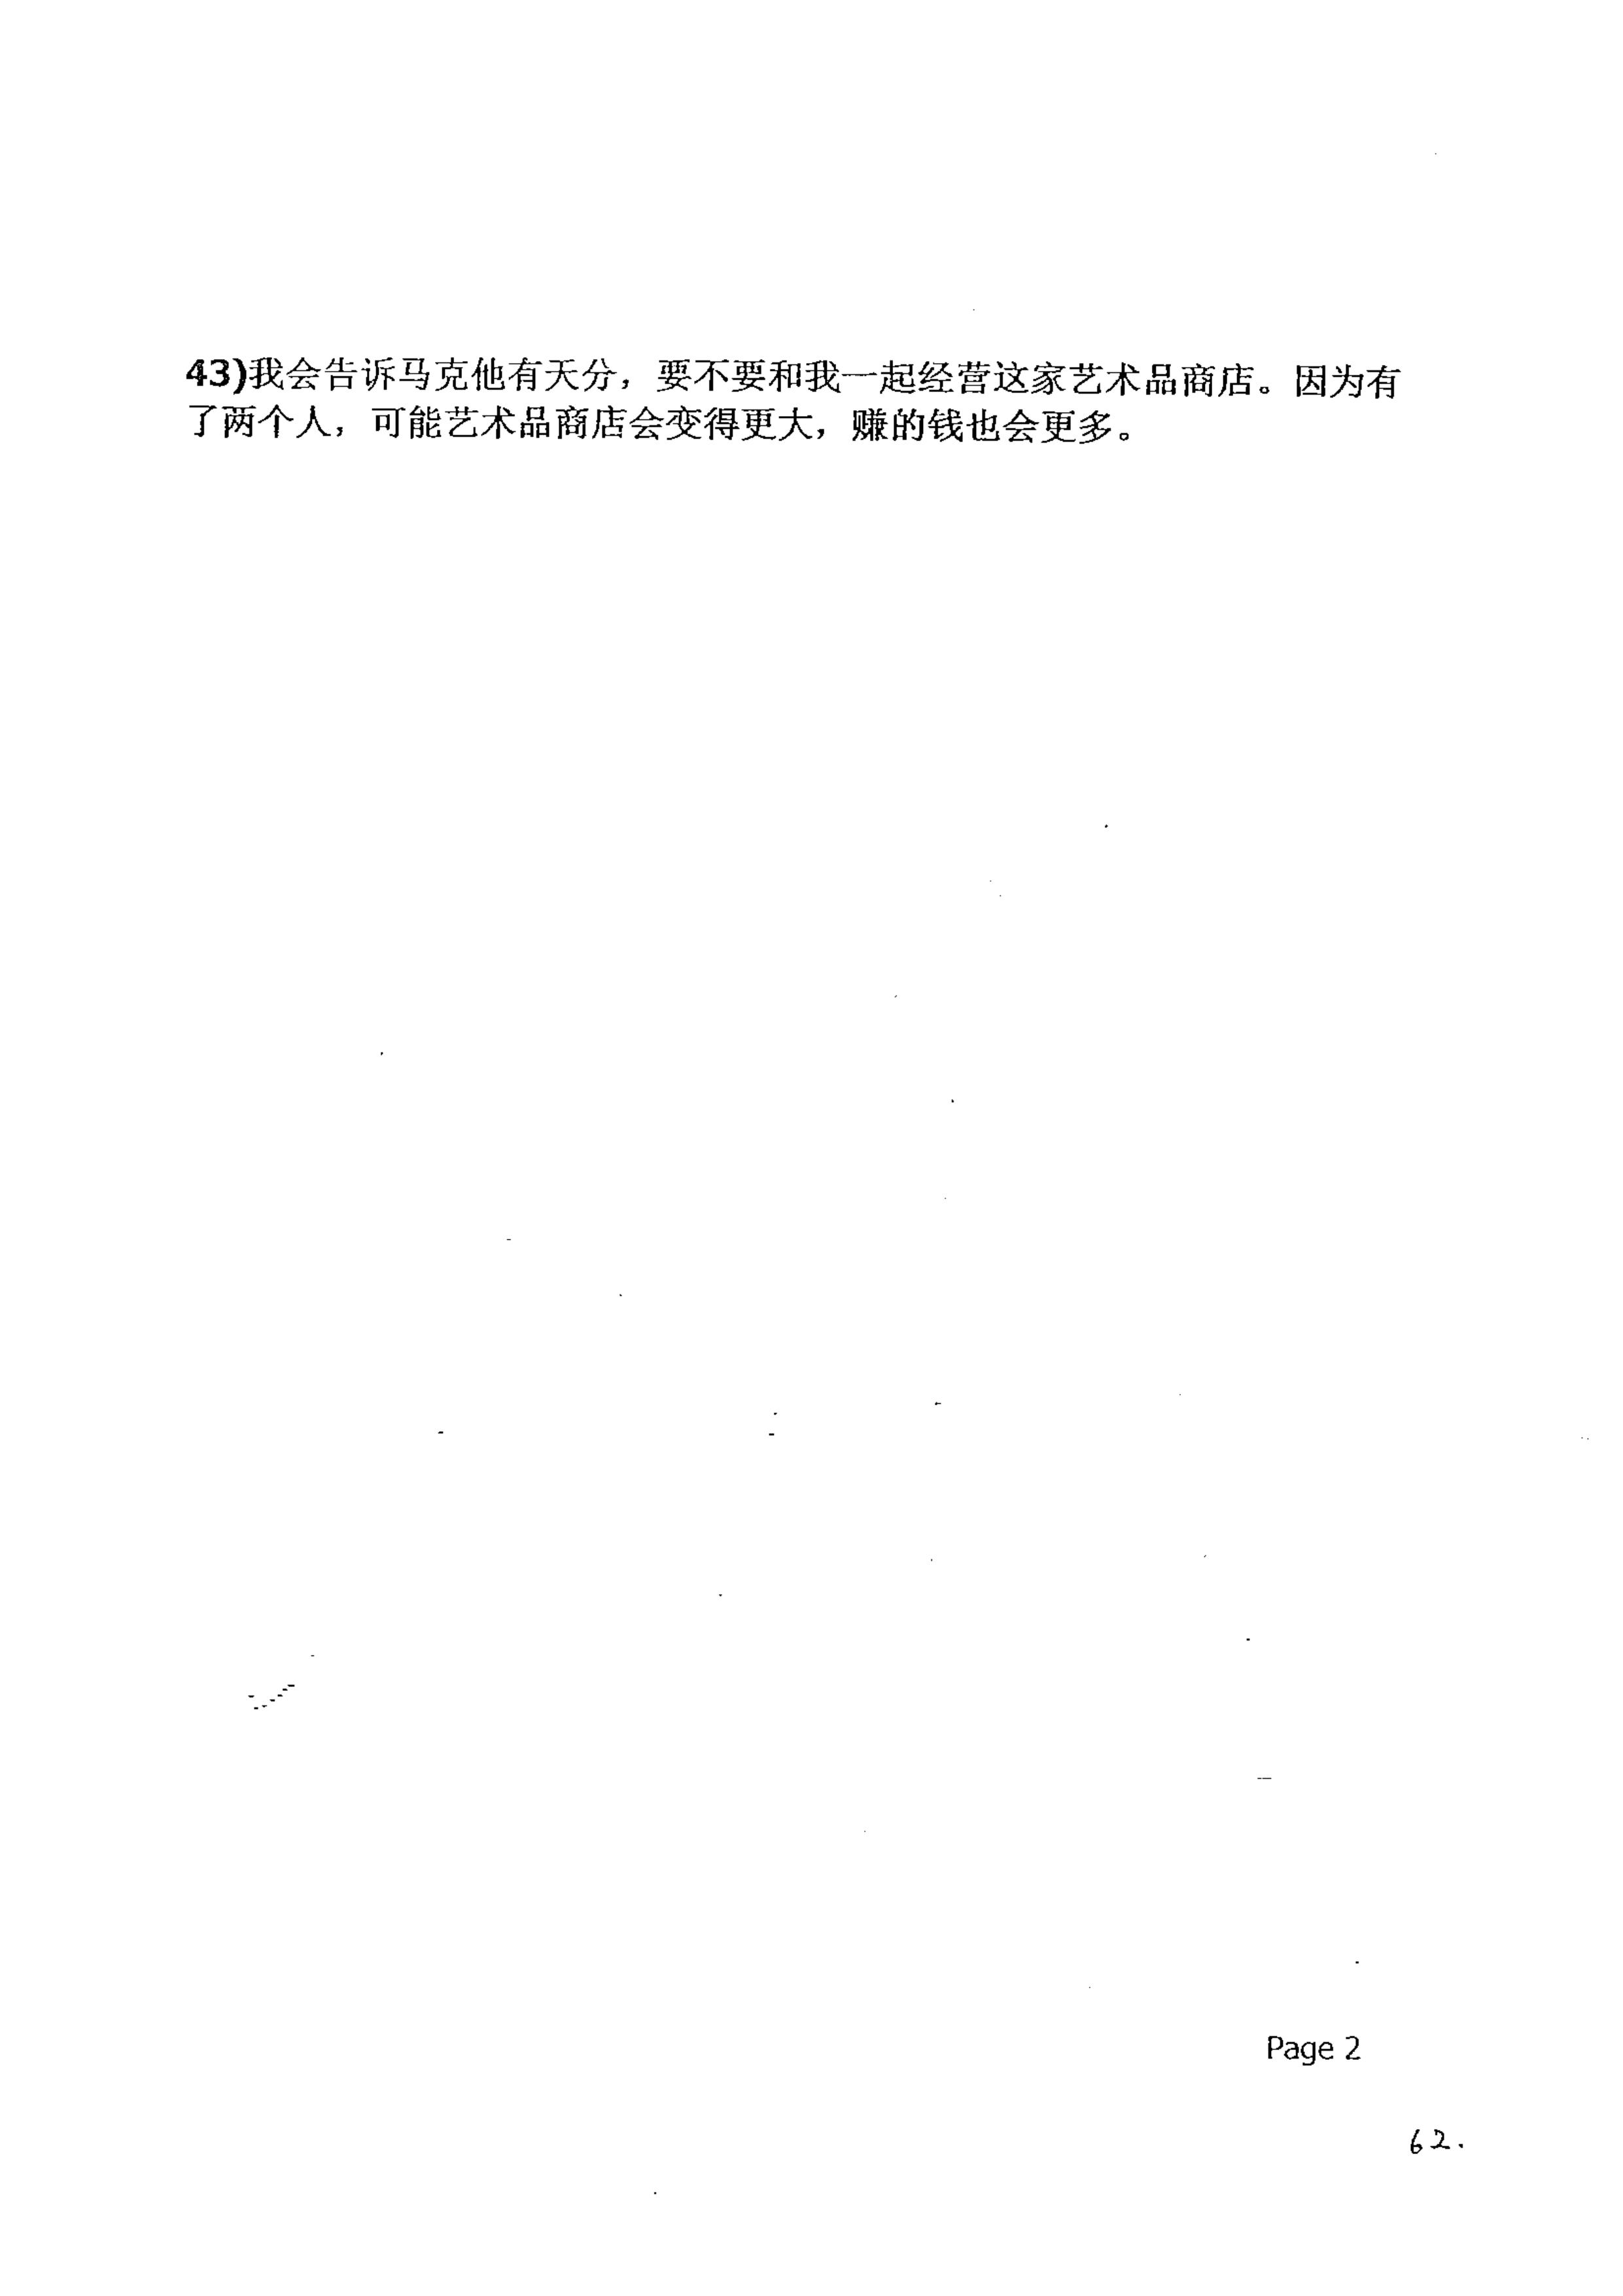 43)我会告诉马克他有天分，要不要和我一起经营这家艺术品商店。因为有
了两个人，可能艺术品商店会变得更大，赚的钱也会更多。
Page 2
62.